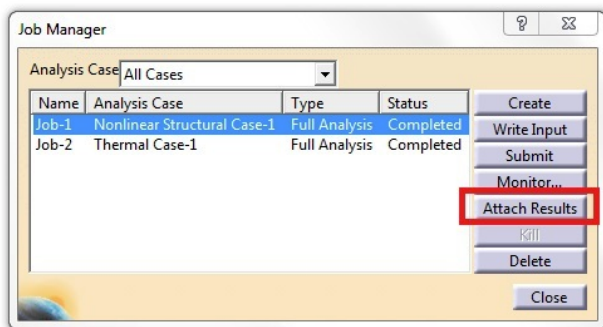 Job Manager
Analysis Case All Cases
Name Analysis Case Type Status
Job-1 Nonlinear Structural Case-1 Full Analysis Completed
Job-2 Thermal Case-1 Full Analysis Completed
Create
Write Input
Submit
Monitor...
Attach Results
Kill
Delete
Close